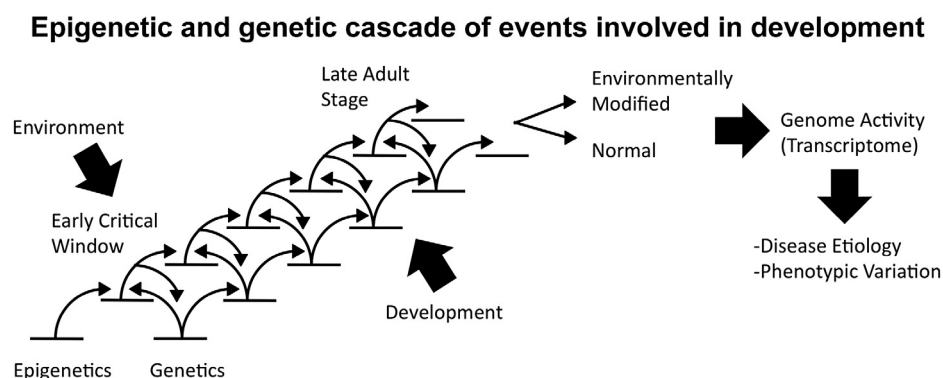 Epigenetic and genetic cascade of events involved in development
Late Adult
Stage
Environmentally
Modified
Normal
Genome Activity
(Transcriptome)
-Disease Etiology
-Phenotypic Variation
Environment
Early Critical
Window
Development
Epigenetics
Genetics